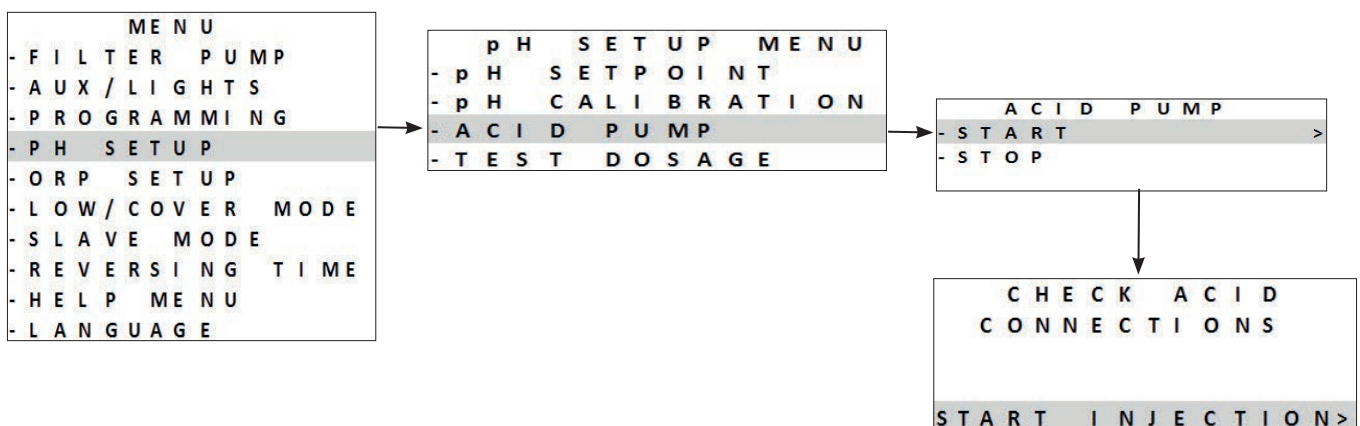 MENU
-FILTER PUMP
-AUX/LIGHTS
-PROGRAMMING
-PH SETUP
-ORP SETUP
-LOW/COVER MODE
-SLAVE MODE
-REVERSING TIME
-HELP MENU
-LANGUAGE
pH SETUP MENU
-pH SETPOINT
-pH CALIBRATION
-ACID PUMP
-TEST DOSAGE
ACID PUMP
-START >
-STOP
CHECK ACID
CONNECTIONS
START INJECTION>